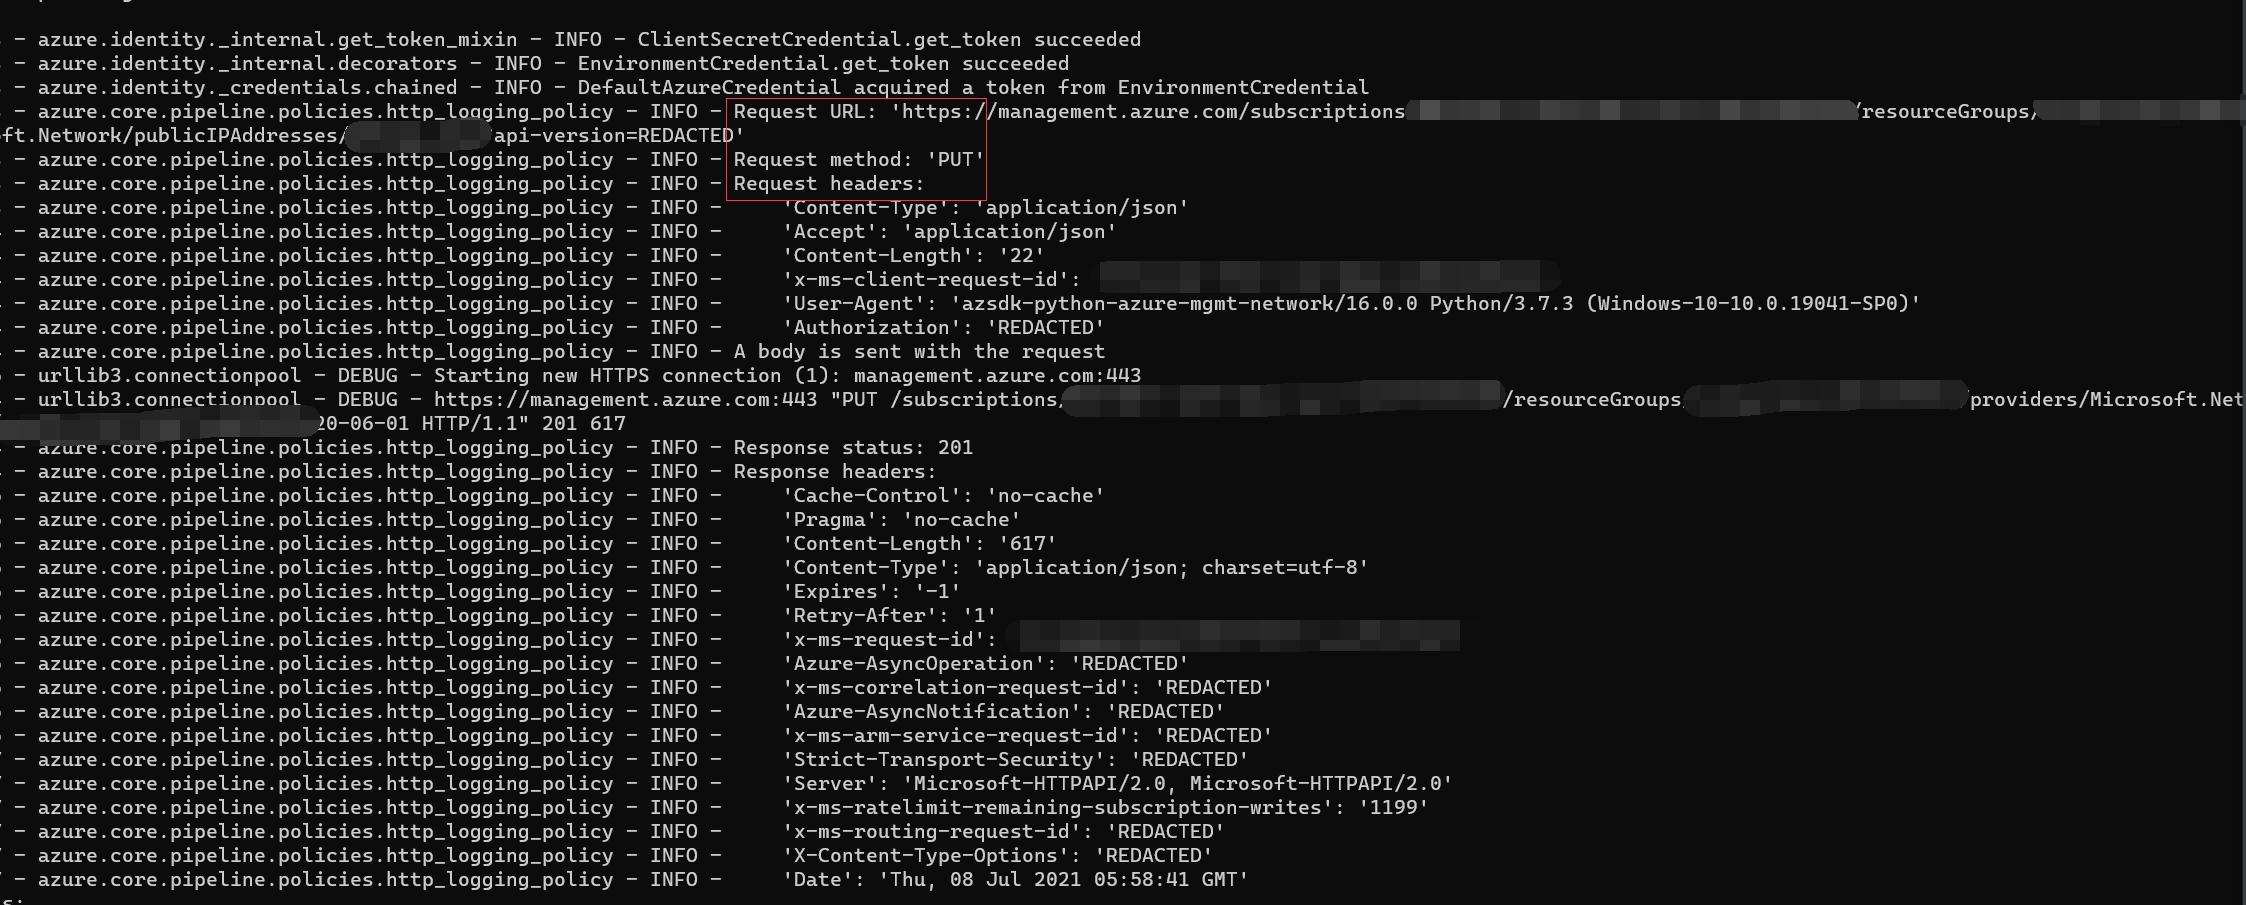 - azure.identity._internal.get_token_mixin - INFO - ClientSecretCredential.get_token succeeded
- azure.identity._internal.decorators - INFO - EnvironmentCredential.get_token succeeded
- azure.identity._credentials.chained - INFO - DefaultAzureCredential acquired a token from EnvironmentCredential
- azure.core.pipeline.policies.http_logging_policy - INFO - Request URL: 'https://management.azure.com/subscriptions /resourceGroups/
ft.Network/publicIPAddresses/ api-version=REDACTED'
- azure.core.pipeline.policies.http_logging_policy - INFO - Request method: 'PUT'
- azure.core.pipeline.policies.http_logging_policy - INFO - Request headers:
- azure.core.pipeline.policies.http_logging_policy - INFO -     'Content-Type': 'application/json'
- azure.core.pipeline.policies.http_logging_policy - INFO -     'Accept': 'application/json'
- azure.core.pipeline.policies.http_logging_policy - INFO -     'Content-Length': '22'
- azure.core.pipeline.policies.http_logging_policy - INFO -     'x-ms-client-request-id':
- azure.core.pipeline.policies.http_logging_policy - INFO -     'User-Agent': 'azsdk-python-azure-mgmt-network/16.0.0 Python/3.7.3 (Windows-10-10.0.19041-SP0)'
- azure.core.pipeline.policies.http_logging_policy - INFO -     'Authorization': 'REDACTED'
- azure.core.pipeline.policies.http_logging_policy - INFO - A body is sent with the request
- urllib3.connectionpool - DEBUG - Starting new HTTPS connection (1): management.azure.com:443
- urllib3.connectionpool - DEBUG - https://management.azure.com:443 "PUT /subscriptions/ /resourceGroups/ providers/Microsoft.Net
20-06-01 HTTP/1.1" 201 617
- azure.core.pipeline.policies.http_logging_policy - INFO - Response status: 201
- azure.core.pipeline.policies.http_logging_policy - INFO - Response headers:
- azure.core.pipeline.policies.http_logging_policy - INFO -     'Cache-Control': 'no-cache'
- azure.core.pipeline.policies.http_logging_policy - INFO -     'Pragma': 'no-cache'
- azure.core.pipeline.policies.http_logging_policy - INFO -     'Content-Length': '617'
- azure.core.pipeline.policies.http_logging_policy - INFO -     'Content-Type': 'application/json; charset=utf-8'
- azure.core.pipeline.policies.http_logging_policy - INFO -     'Expires': '-1'
- azure.core.pipeline.policies.http_logging_policy - INFO -     'Retry-After': '1'
- azure.core.pipeline.policies.http_logging_policy - INFO -     'x-ms-request-id':
- azure.core.pipeline.policies.http_logging_policy - INFO -     'Azure-AsyncOperation': 'REDACTED'
- azure.core.pipeline.policies.http_logging_policy - INFO -     'x-ms-correlation-request-id': 'REDACTED'
- azure.core.pipeline.policies.http_logging_policy - INFO -     'Azure-AsyncNotification': 'REDACTED'
- azure.core.pipeline.policies.http_logging_policy - INFO -     'x-ms-arm-service-request-id': 'REDACTED'
- azure.core.pipeline.policies.http_logging_policy - INFO -     'Strict-Transport-Security': 'REDACTED'
- azure.core.pipeline.policies.http_logging_policy - INFO -     'Server': 'Microsoft-HTTPAPI/2.0, Microsoft-HTTPAPI/2.0'
- azure.core.pipeline.policies.http_logging_policy - INFO -     'x-ms-ratelimit-remaining-subscription-writes': '1199'
- azure.core.pipeline.policies.http_logging_policy - INFO -     'x-ms-routing-request-id': 'REDACTED'
- azure.core.pipeline.policies.http_logging_policy - INFO -     'X-Content-Type-Options': 'REDACTED'
- azure.core.pipeline.policies.http_logging_policy - INFO -     'Date': 'Thu, 08 Jul 2021 05:58:41 GMT'